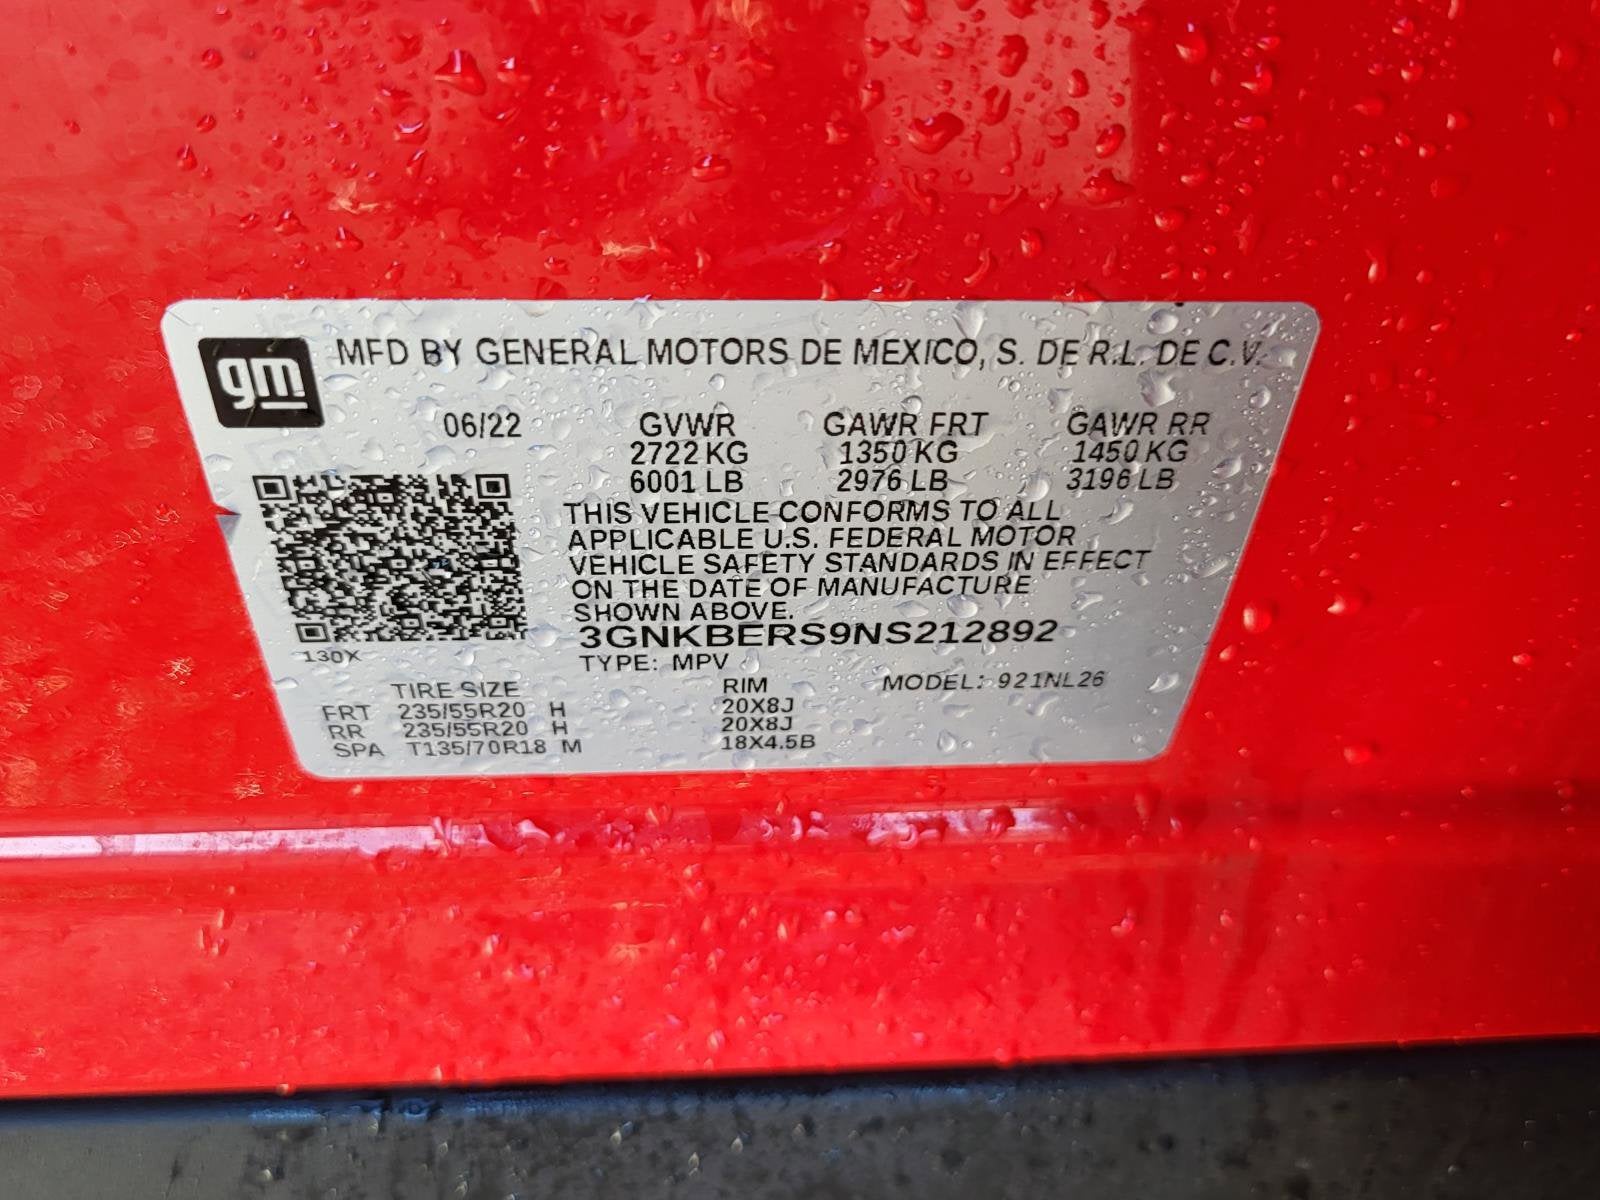 gm MFD BY GENERAL MOTORS DE MEXICO, S. DE R.L. DE C.V.
06/22 GVWR GAWR FRT GAWR RR
2722 KG 1350 KG 1450 KG
6001 LB 2976 LB 3196 LB
THIS VEHICLE CONFORMS TO ALL
APPLICABLE U.S. FEDERAL MOTOR
VEHICLE SAFETY STANDARDS IN EFFECT
ON THE DATE OF MANUFACTURE
SHOWN ABOVE.
3GNKBERS9NS212892
130X TYPE: MPV
TIRE SIZE RIM MODEL: 921NL26
FRT 235/55R20 H 20X8J
RR 235/55R20 H 20X8J
SPA T135/70R18 M 18X4.5B